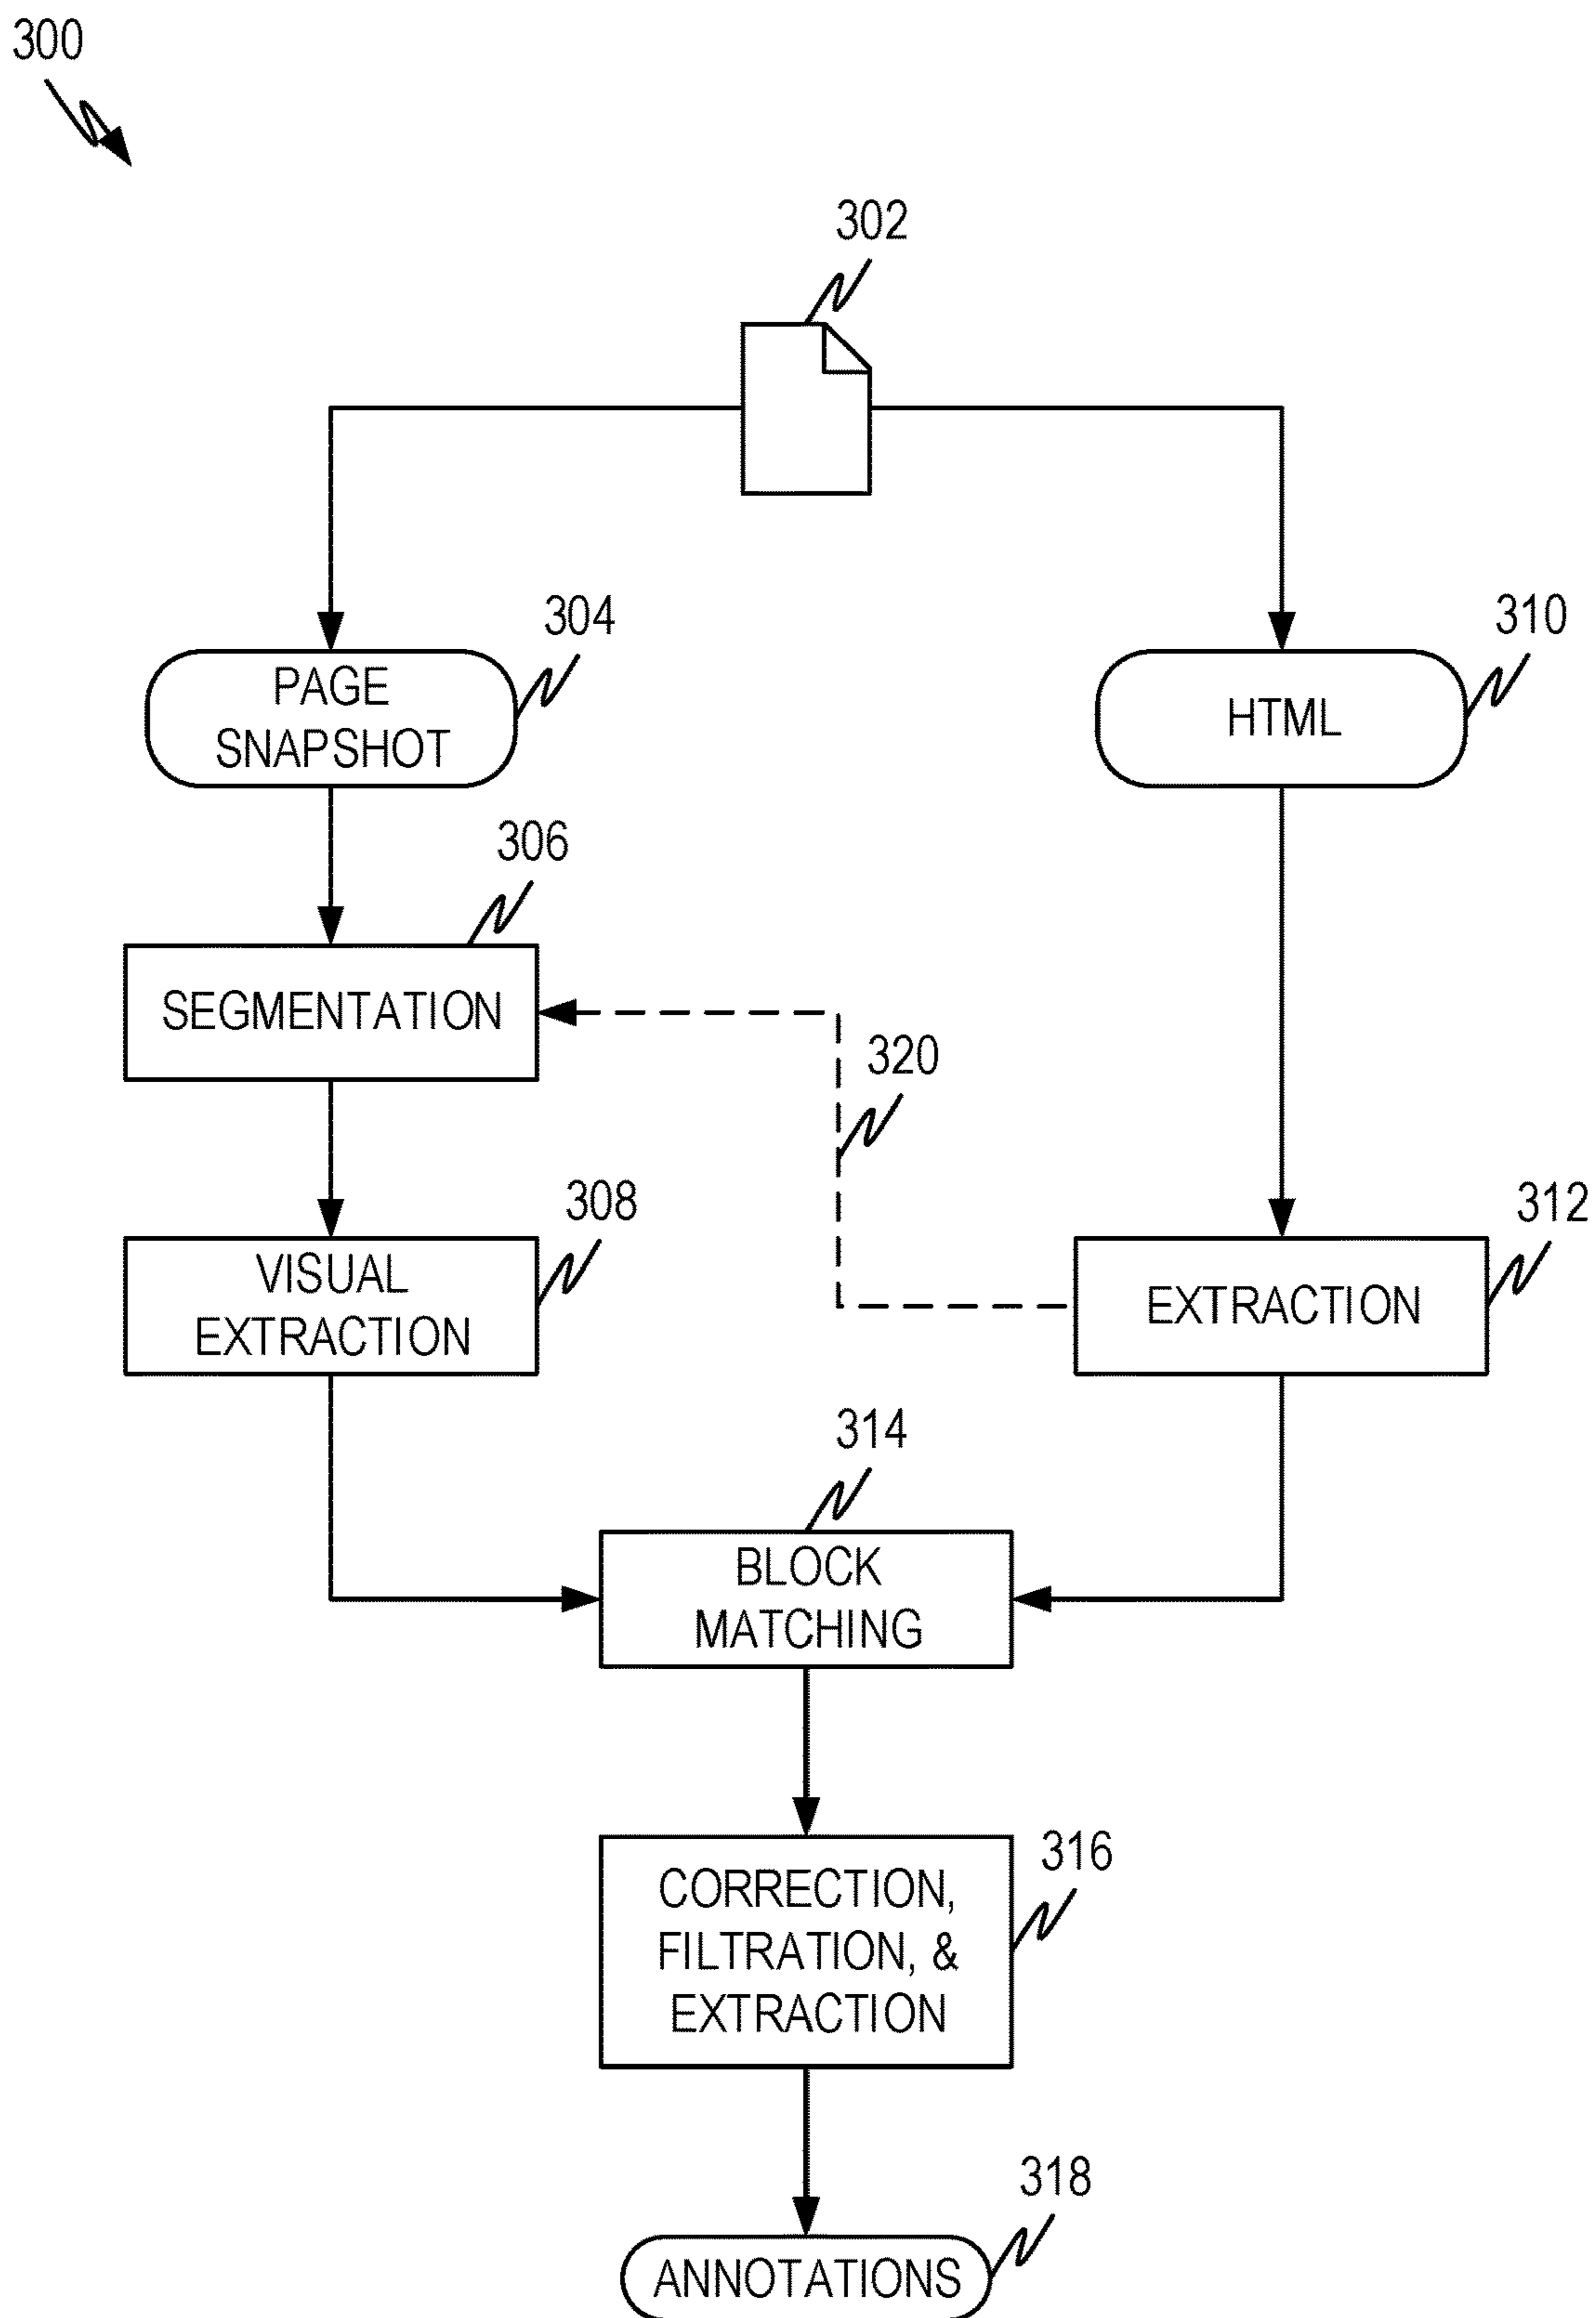 300
302
304
PAGE
SNAPSHOT
310
HTML
306
SEGMENTATION
320
308
VISUAL
EXTRACTION
312
EXTRACTION
314
BLOCK
MATCHING
316
CORRECTION,
FILTRATION, &
EXTRACTION
318
ANNOTATIONS